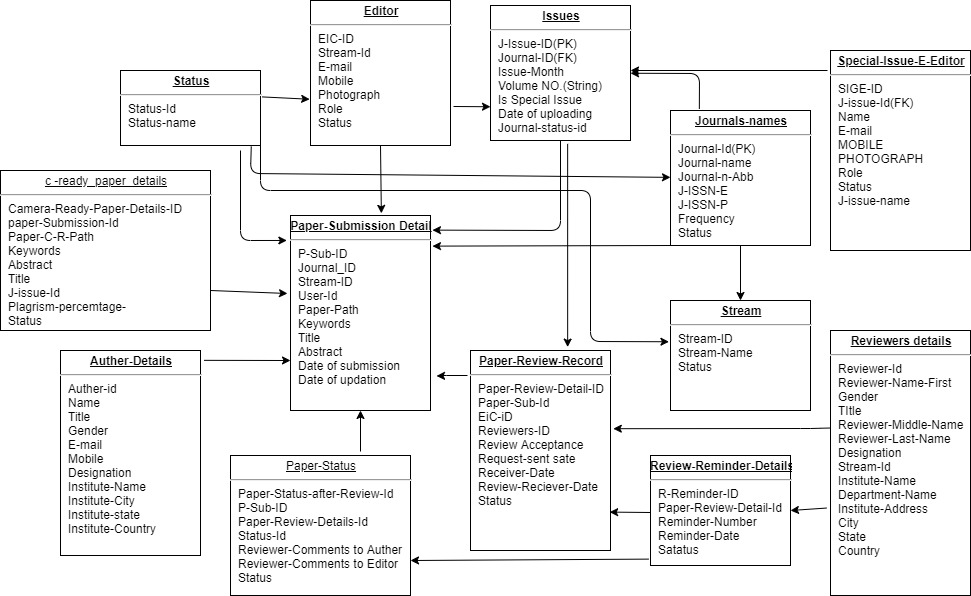 Editor
EIC-ID
Stream-Id
E-mail
Mobile
Photograph
Role
Status
Issues
J-Issue-ID(PK)
Journal-ID(FK)
Issue-Month
Volume NO.(String)
Is Special Issue
Date of uploading
Journal-status-id
Special-Issue-E-Editor
SIGE-ID
J-issue-Id(FK)
Name
E-mail
MOBILE
PHOTOGRAPH
Role
Status
J-issue-name
Status
Status-Id
Status-name
Journals-names
Journal-Id(PK)
Journal-name
Journal-n-Abb
J-ISSN-E
J-ISSN-P
Frequency
Status
c -ready_paper_details
Camera-Ready-Paper-Details-ID
paper-Submission-Id
Paper-C-R-Path
Keywords
Abstract
Title
J-issue-Id
Plagrism-percemtage-
Status
Paper-Submission Detail
P-Sub-ID
Journal_ID
Stream-ID
User-Id
Paper-Path
Keywords
Title
Abstract
Date of submission
Date of updation
Stream
Stream-ID
Stream-Name
Status
Auther-Details
Auther-id
Name
Title
Gender
E-mail
Mobile
Designation
Institute-Name
Institute-City
Institute-state
Institute-Country
Paper-Review-Record
Paper-Review-Detail-ID
Paper-Sub-Id
EiC-iD
Reviewers-ID
Review Acceptance
Request-sent sate
Receiver-Date
Review-Reciever-Date
Status
Reviewers details
Reviewer-Id
Reviewer-Name-First
Gender
TItle
Reviewer-Middle-Name
Reviewer-Last-Name
Designation
Stream-Id
Institute-Name
Department-Name
Institute-Address
City
State
Country
Paper-Status
Paper-Status-after-Review-Id
P-Sub-ID
Paper-Review-Details-Id
Status-Id
Reviewer-Comments to Auther
Reviewer-Comments to Editor
Status
Review-Reminder-Details
R-Reminder-ID
Paper-Review-Detail-Id
Reminder-Number
Reminder-Date
Satatus